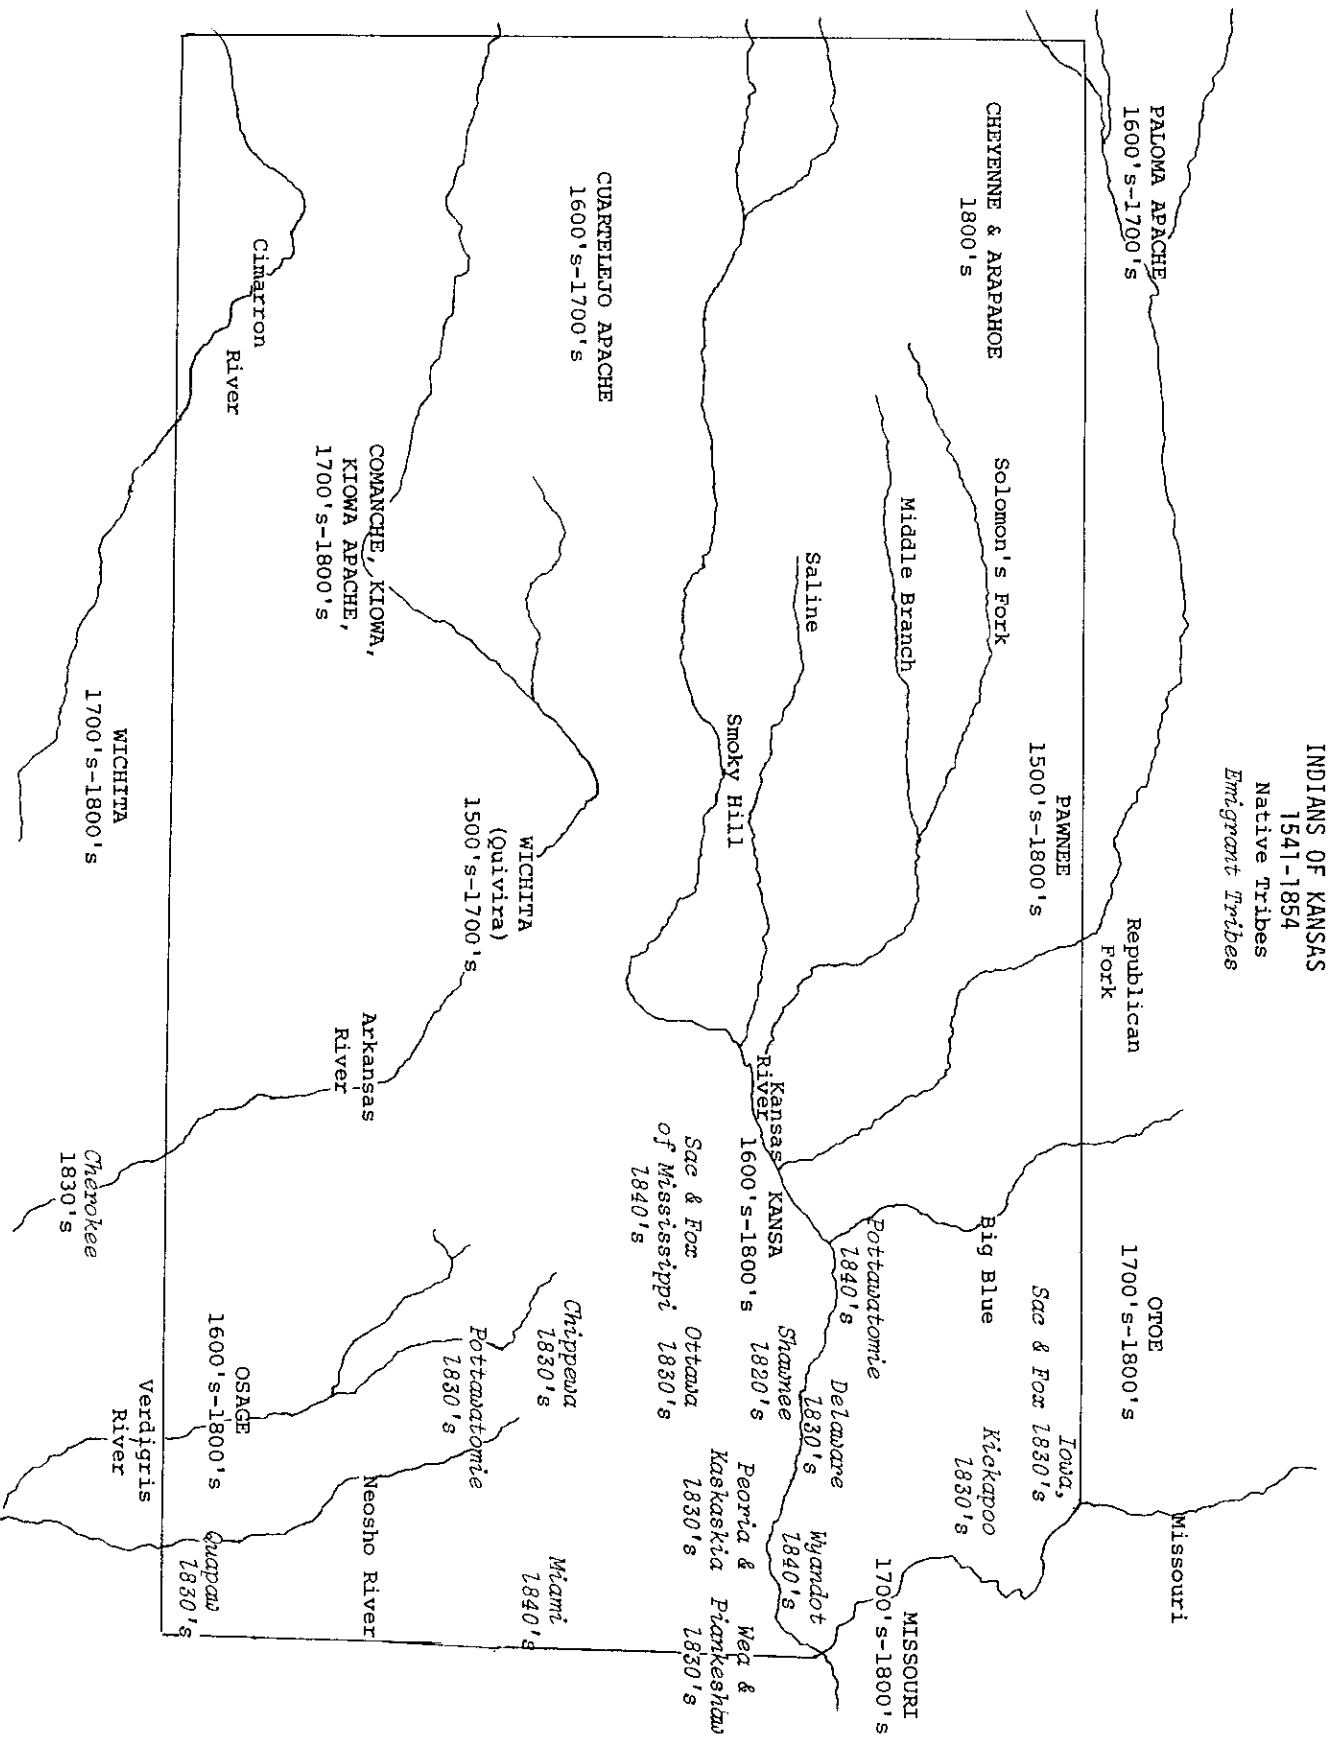 INDIANS OF KANSAS
1541-1854
Native Tribes
Emigrant Tribes
PALOMA APACHE
1600's-1700's
Republican
Fork
OTOE
1700's-1800's
Missouri
CHEYENNE & ARAPAHOE
1800's
Solomon's Fork
Middle Branch
PAWNEE
1500's-1800's
Big Blue
Iowa,
Sac & Fox 1830's
Kickapoo
1830's
MISSOURI
1700's-1800's
Saline
Smoky Hill
Kansas
River
KANSA
1600's-1800's
Pottawatomie
1840's
Delaware
1830's
Wyandot
1840's
Shawnee
1820's
Sac & Fox
of Mississippi
1840's
Ottawa
1830's
Peoria &
Kaskaskia
1830's
Wea &
Piankeshaw
1830's
CUARTELEJO APACHE
1600's-1700's
WICHITA
(Quivira)
1500's-1700's
Chippewa
1830's
Pottawatomie
1830's
Miami
1840's
COMANCHE, KIOWA,
KIOWA APACHE,
1700's-1800's
Arkansas
River
Neosho River
Cimarron
River
OSAGE
1600's-1800's
Quapaw
1830's
Verdigris
River
WICHITA
1700's-1800's
Cherokee
1830's